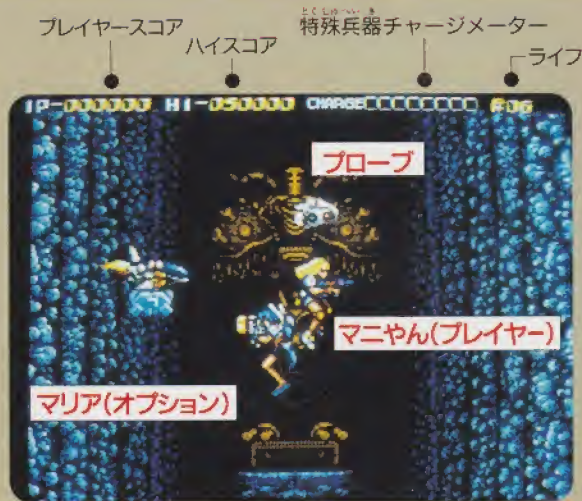 プレイヤースコア
ハイスコア
とくしゅへいき
特殊兵器チャージメーター
ライフ
1P-000000 HI-050000 CHARGE 06
プローブ
マニやん(プレイヤー)
マリア(オプション)